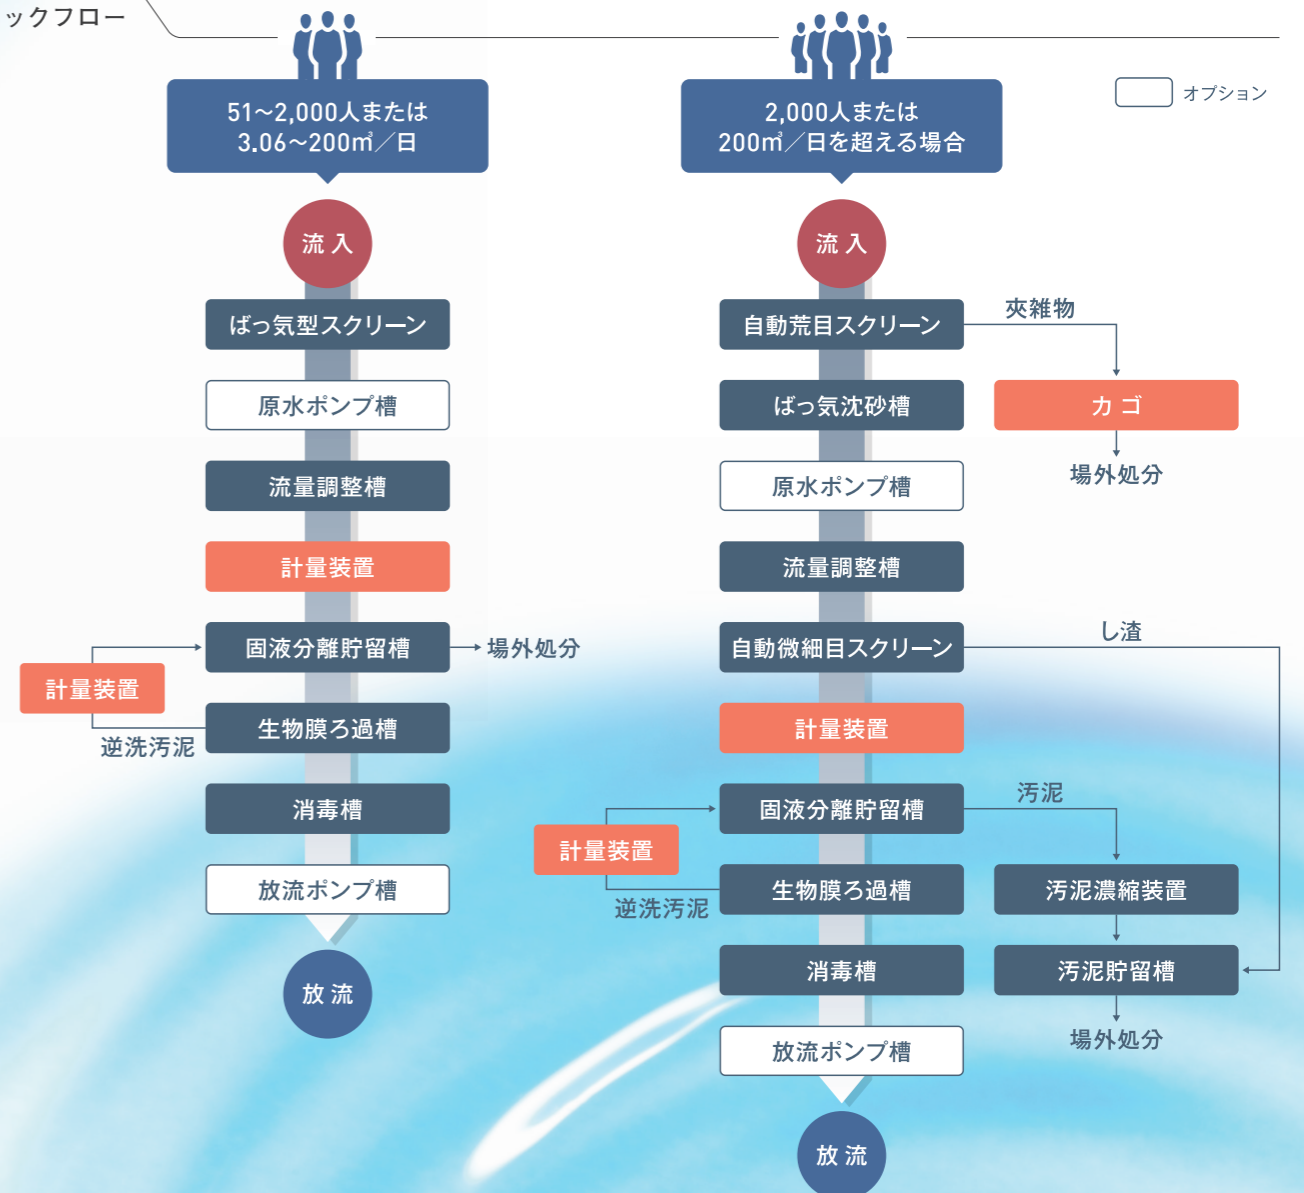 ックフロー
オプション
51〜2,000人または
3.06〜200㎥／日
流入
ばっ気型スクリーン
原水ポンプ槽
流量調整槽
計量装置
固液分離貯留槽
場外処分
計量装置
生物膜ろ過槽
逆洗汚泥
消毒槽
放流ポンプ槽
放流
2,000人または
200㎥／日を超える場合
流入
自動荒目スクリーン
夾雑物
ばっ気沈砂槽
カゴ
場外処分
原水ポンプ槽
流量調整槽
自動微細目スクリーン
し渣
計量装置
固液分離貯留槽
汚泥
計量装置
生物膜ろ過槽
逆洗汚泥
汚泥濃縮装置
消毒槽
汚泥貯留槽
場外処分
放流ポンプ槽
放流